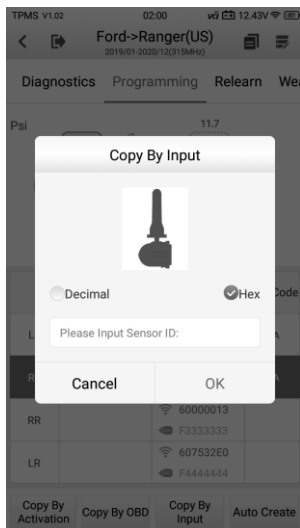 TPMS V1.02 02:00 12.43V
Ford->Ranger(US)
2019/01-2020/12(315MHz)
Diagnostics Programming Relearn We
Psi 11.7
Copy By Input
Decimal Hex
Code
Please Input Sensor ID:
Cancel OK
RR 60000013
F3333333
LR 607532E0
F4444444
Copy By Activation Copy By OBD Copy By Input Auto Create